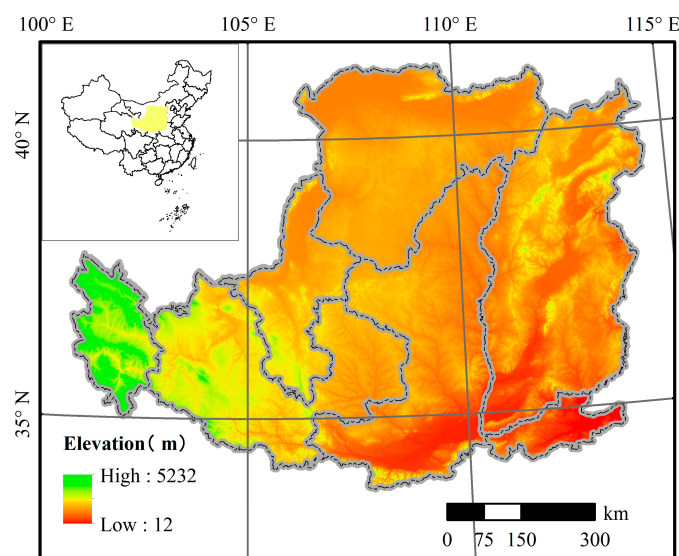 100° E 105° E 110° E 115° E
40° N
35° N
Elevation( m)
High : 5232
Low : 12
km
0 75 150 300